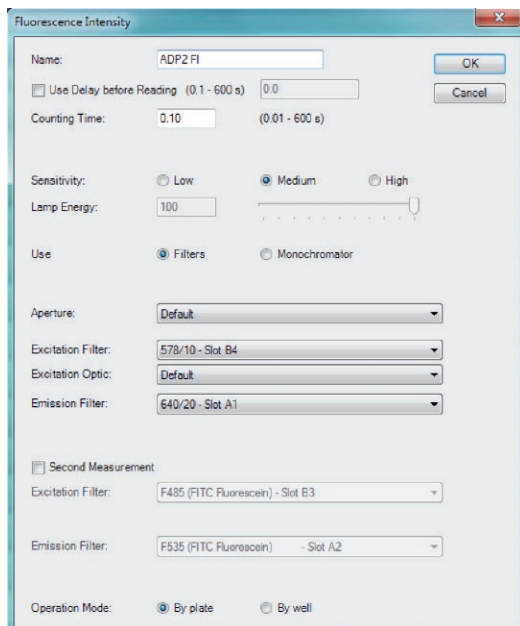 Fluorescence Intensity
Name: ADP2 FI OK
Use Delay before Reading (0.1 - 600 s) 0.0 Cancel
Counting Time: 0.10 (0.01 - 600 s)
Sensitivity: Low Medium High
Lamp Energy: 100
Use Filters Monochromator
Aperture: Default
Excitation Filter: 578/10 - Slot B4
Excitation Optic: Default
Emission Filter: 640/20 - Slot A1
Second Measurement
Excitation Filter: F485 (FITC Fluorescein) - Slot B3
Emission Filter: F535 (FITC Fluorescein) - Slot A2
Operation Mode: By plate By well